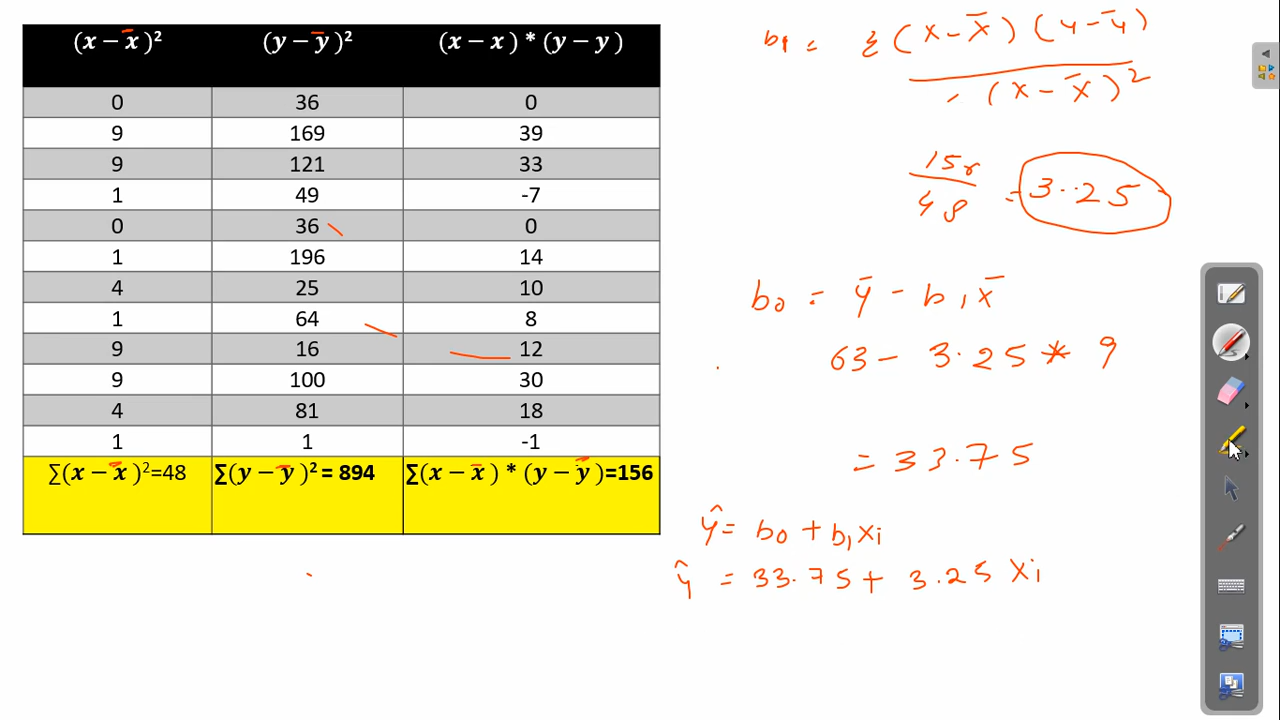 (x – x̄)² (y – ȳ)² (x – x) * (y – y)
0 36 0
9 169 39
9 121 33
1 49 -7
0 36 0
1 196 14
4 25 10
1 64 8
9 16 12
9 100 30
4 81 18
1 1 -1
∑(x – x̄)²=48 ∑(y – ȳ)² = 894 ∑(x – x̄) * (y – ȳ)=156
b1 = Σ(x-x̄)(y-ȳ)
(x-x̄)²
156
48
= 3.25
b0 = ȳ - b1x̄
63 - 3.25 * 9
= 33.75
ŷ = b0 + b1xi
ŷ = 33.75 + 3.25 xi